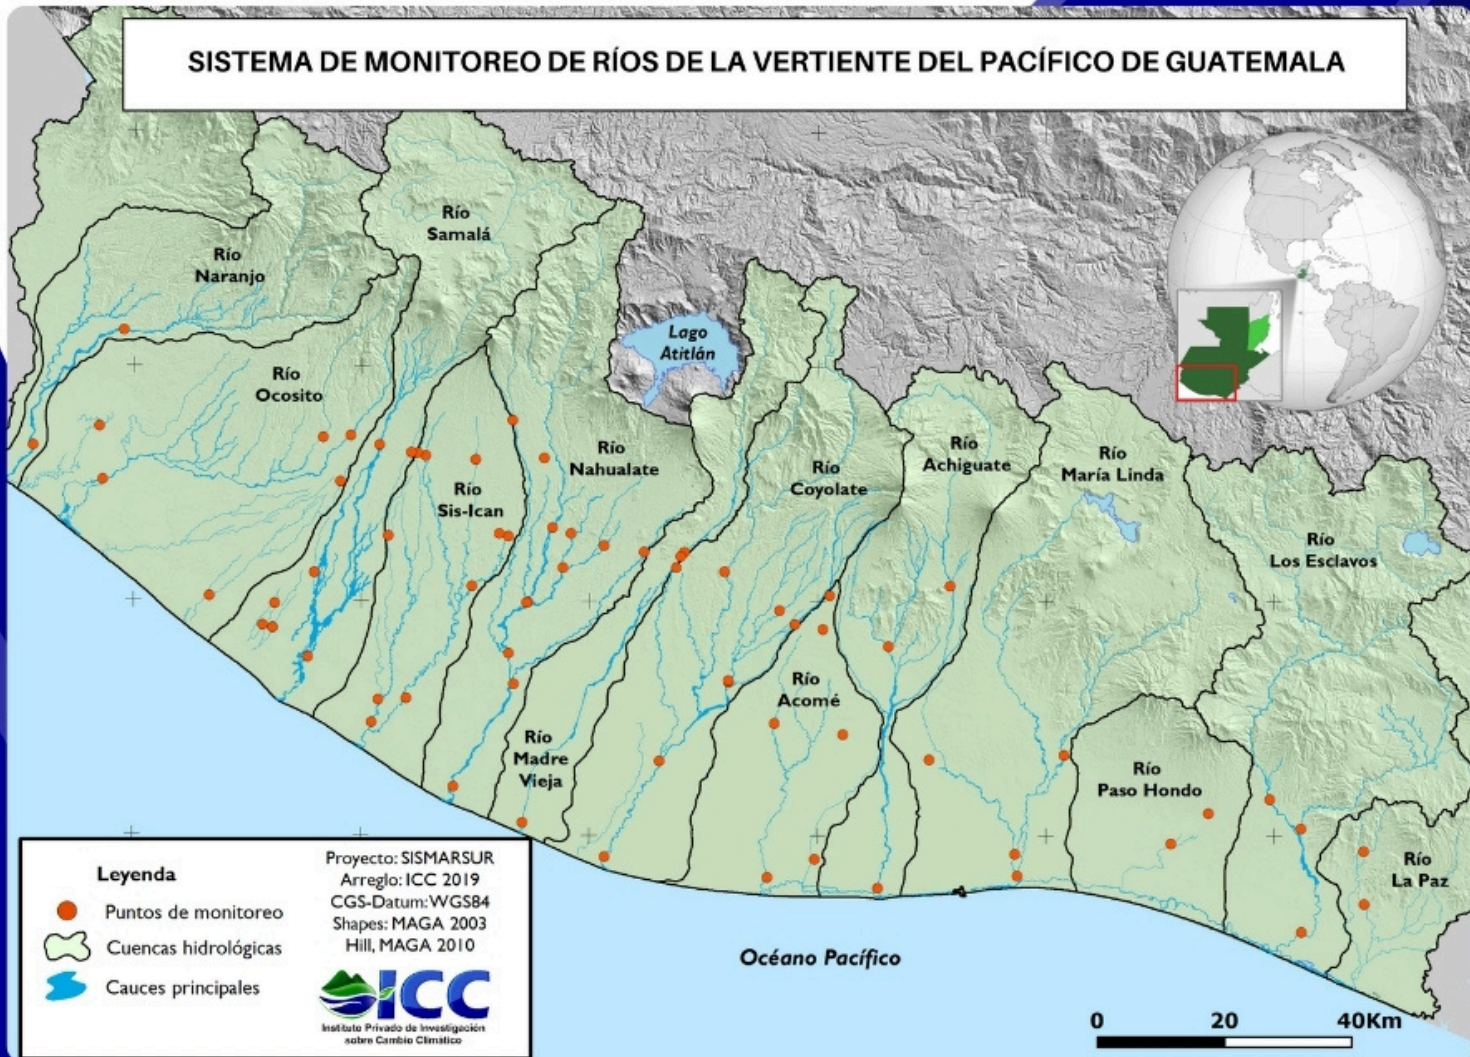 SISTEMA DE MONITOREO DE RÍOS DE LA VERTIENTE DEL PACÍFICO DE GUATEMALA
Río
Samalá
Río
Naranjo
Lago
Atitlán
Río
Ocosito
Río
Nahualate
Río
Sis-Ican
Río
Coyolate
Río
Achiguate
Río
María Linda
Río
Los Esclavos
Río
Acomé
Río
Madre
Vieja
Río
Paso Hondo
Río
La Paz
Océano Pacífico
Leyenda
Puntos de monitoreo
Cuencas hidrológicas
Cauces principales
Proyecto: SISMARSUR
Arreglo: ICC 2019
CGS-Datum: WGS84
Shapes: MAGA 2003
Hill, MAGA 2010
ICC
Instituto Privado de Investigación
sobre Cambio Climático
0 20 40Km